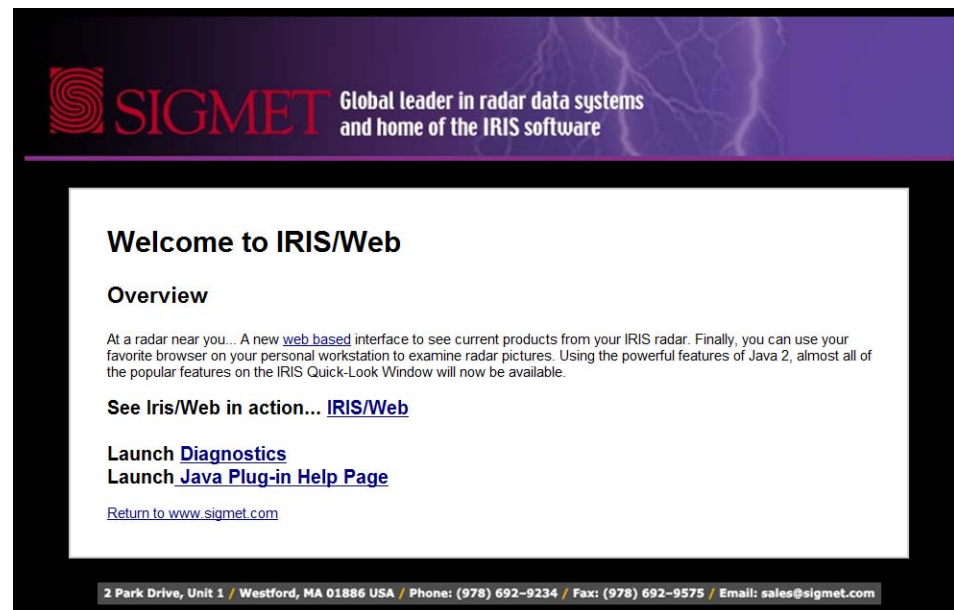 SIGMET
Global leader in radar data systems
and home of the IRIS software
Welcome to IRIS/Web
Overview
At a radar near you... A new web based interface to see current products from your IRIS radar. Finally, you can use your
favorite browser on your personal workstation to examine radar pictures. Using the powerful features of Java 2, almost all of
the popular features on the IRIS Quick-Look Window will now be available.
See Iris/Web in action... IRIS/Web
Launch Diagnostics
Launch Java Plug-in Help Page
Return to www.sigmet.com
2 Park Drive, Unit 1 / Westford, MA 01886 USA / Phone: (978) 692-9234 / Fax: (978) 692-9575 / Email: sales@sigmet.com